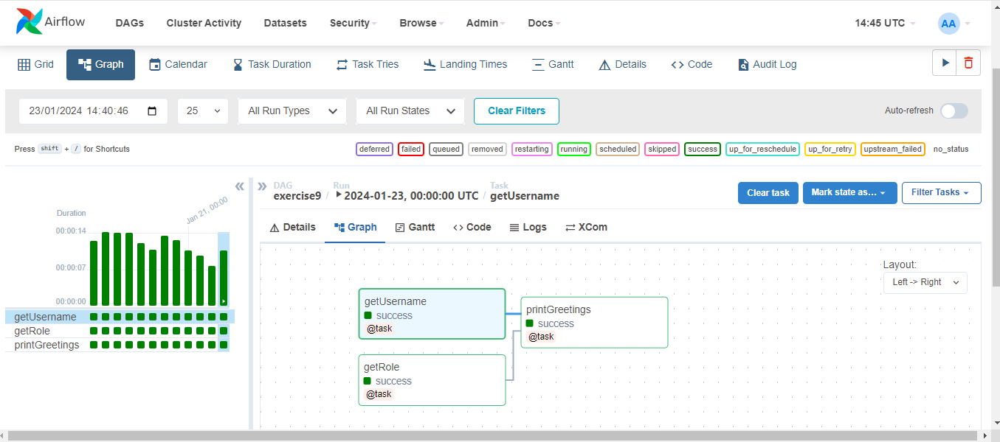 Airflow
DAGs Cluster Activity Datasets Security Browse Admin Docs 14:45 UTC AA
Grid Graph Calendar Task Duration Task Tries Landing Times Gantt Details Code Audit Log
23/01/2024 14:40:46 25 All Run Types All Run States Clear Filters Auto-refresh
Press shift + / for Shortcuts deferred failed queued removed restarting running scheduled skipped success up_for_reschedule up_for_retry upstream_failed no_status
DAG Run Task
exercise9 / 2024-01-23, 00:00:00 UTC / getUsername
Clear task Mark state as... Filter Tasks
Details Graph Gantt Code Logs XCom
Duration
Jan 21, 00:00
00:00:14
00:00:07
00:00:00
getUsername
getRole
printGreetings
Layout:
Left -> Right
getUsername
success
@task
printGreetings
success
@task
getRole
success
@task